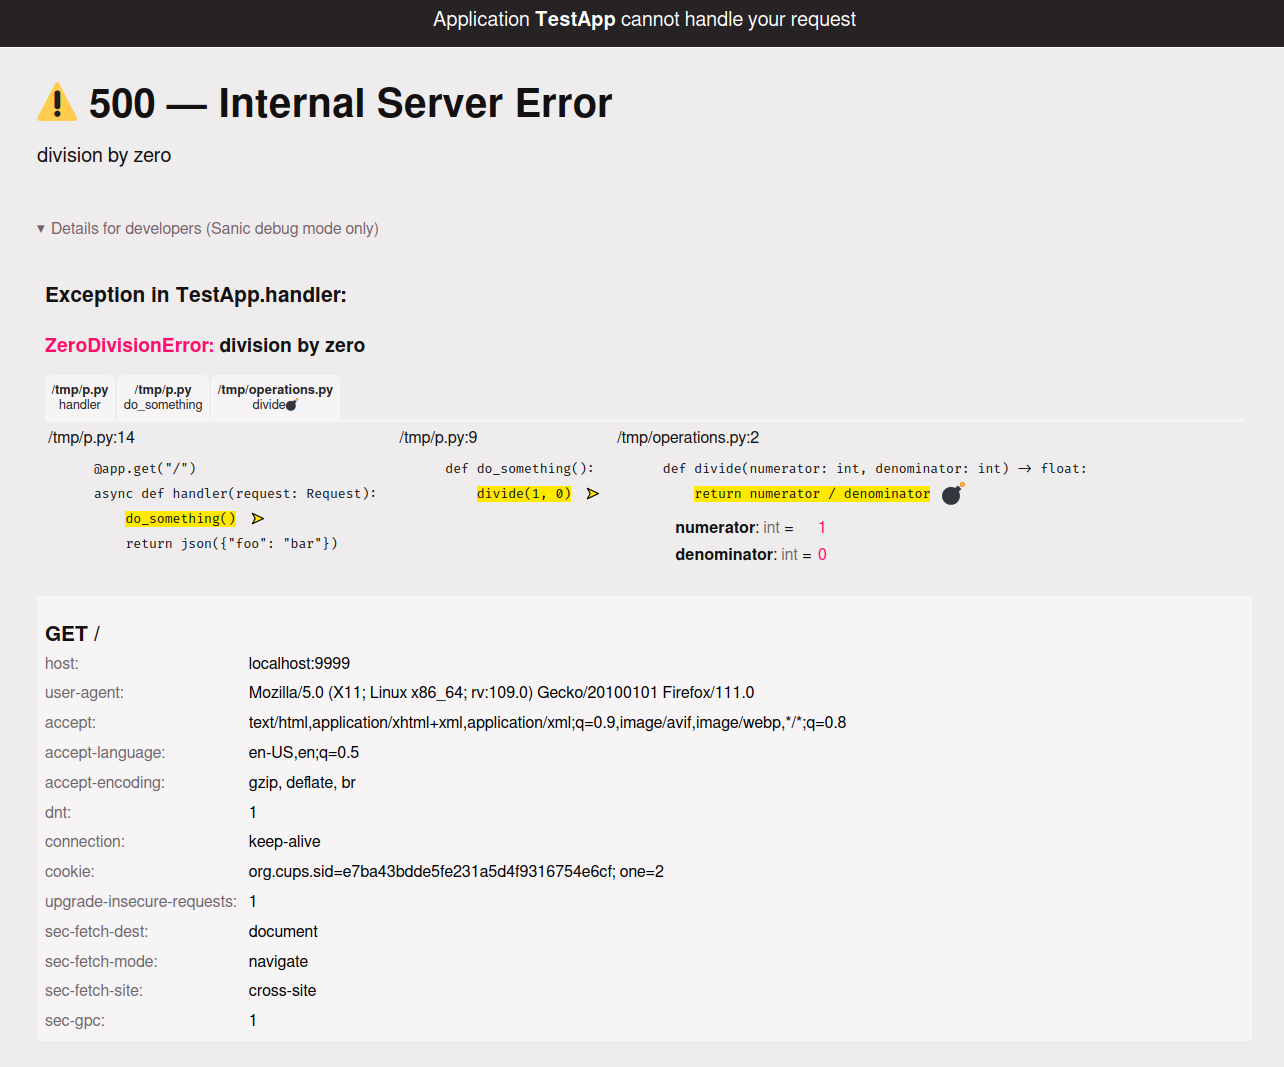 Application TestApp cannot handle your request
500 — Internal Server Error
division by zero
▾ Details for developers (Sanic debug mode only)
Exception in TestApp.handler:
ZeroDivisionError: division by zero
/tmp/p.py
handler
/tmp/p.py
do_something
/tmp/operations.py
divide
/tmp/p.py:14
@app.get("/")
async def handler(request: Request):
do_something()
return json({"foo": "bar"})
/tmp/p.py:9
def do_something():
divide(1, 0)
/tmp/operations.py:2
def divide(numerator: int, denominator: int) → float:
return numerator / denominator
numerator: int = 1
denominator: int = 0
GET /
host: localhost:9999
user-agent: Mozilla/5.0 (X11; Linux x86_64; rv:109.0) Gecko/20100101 Firefox/111.0
accept: text/html,application/xhtml+xml,application/xml;q=0.9,image/avif,image/webp,*/*;q=0.8
accept-language: en-US,en;q=0.5
accept-encoding: gzip, deflate, br
dnt: 1
connection: keep-alive
cookie: org.cups.sid=e7ba43bdde5fe231a5d4f9316754e6cf; one=2
upgrade-insecure-requests: 1
sec-fetch-dest: document
sec-fetch-mode: navigate
sec-fetch-site: cross-site
sec-gpc: 1